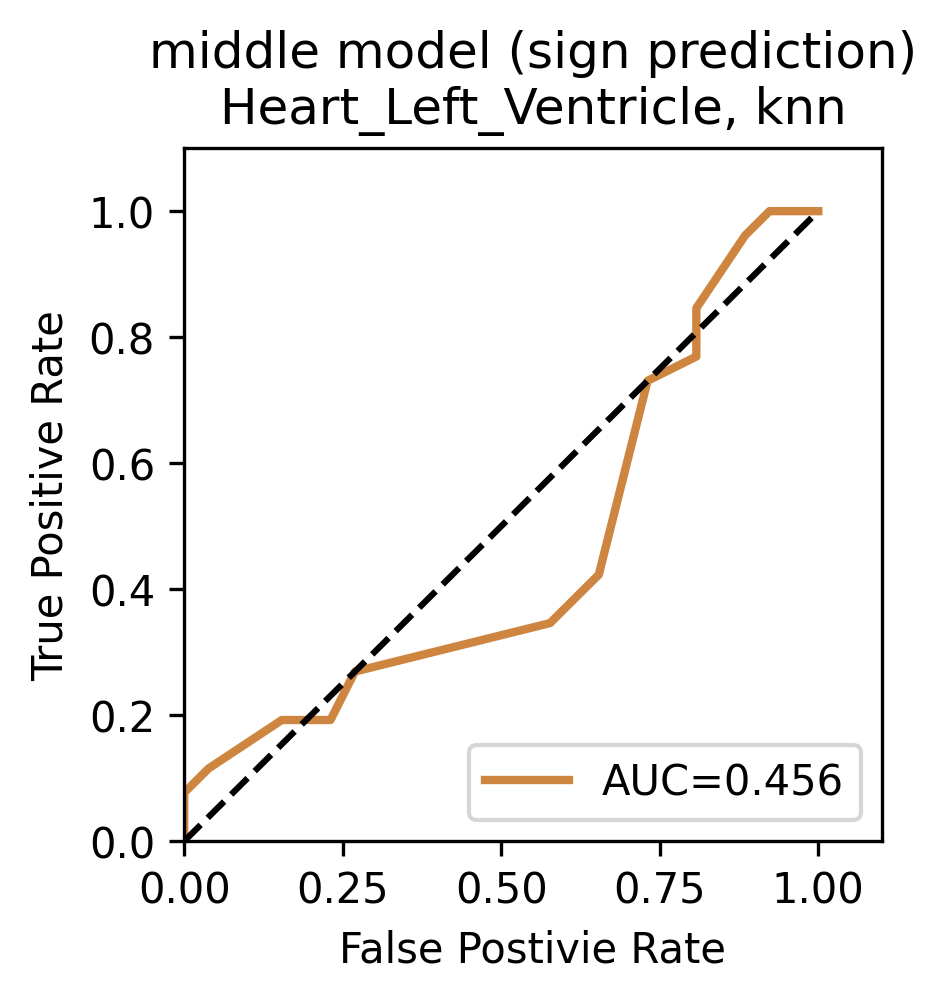 middle model (sign prediction)
Heart_Left_Ventricle, knn
True Positive Rate
1.0
0.8
0.6
0.4
0.2
0.0
AUC=0.456
0.00 0.25 0.50 0.75 1.00
False Postivie Rate